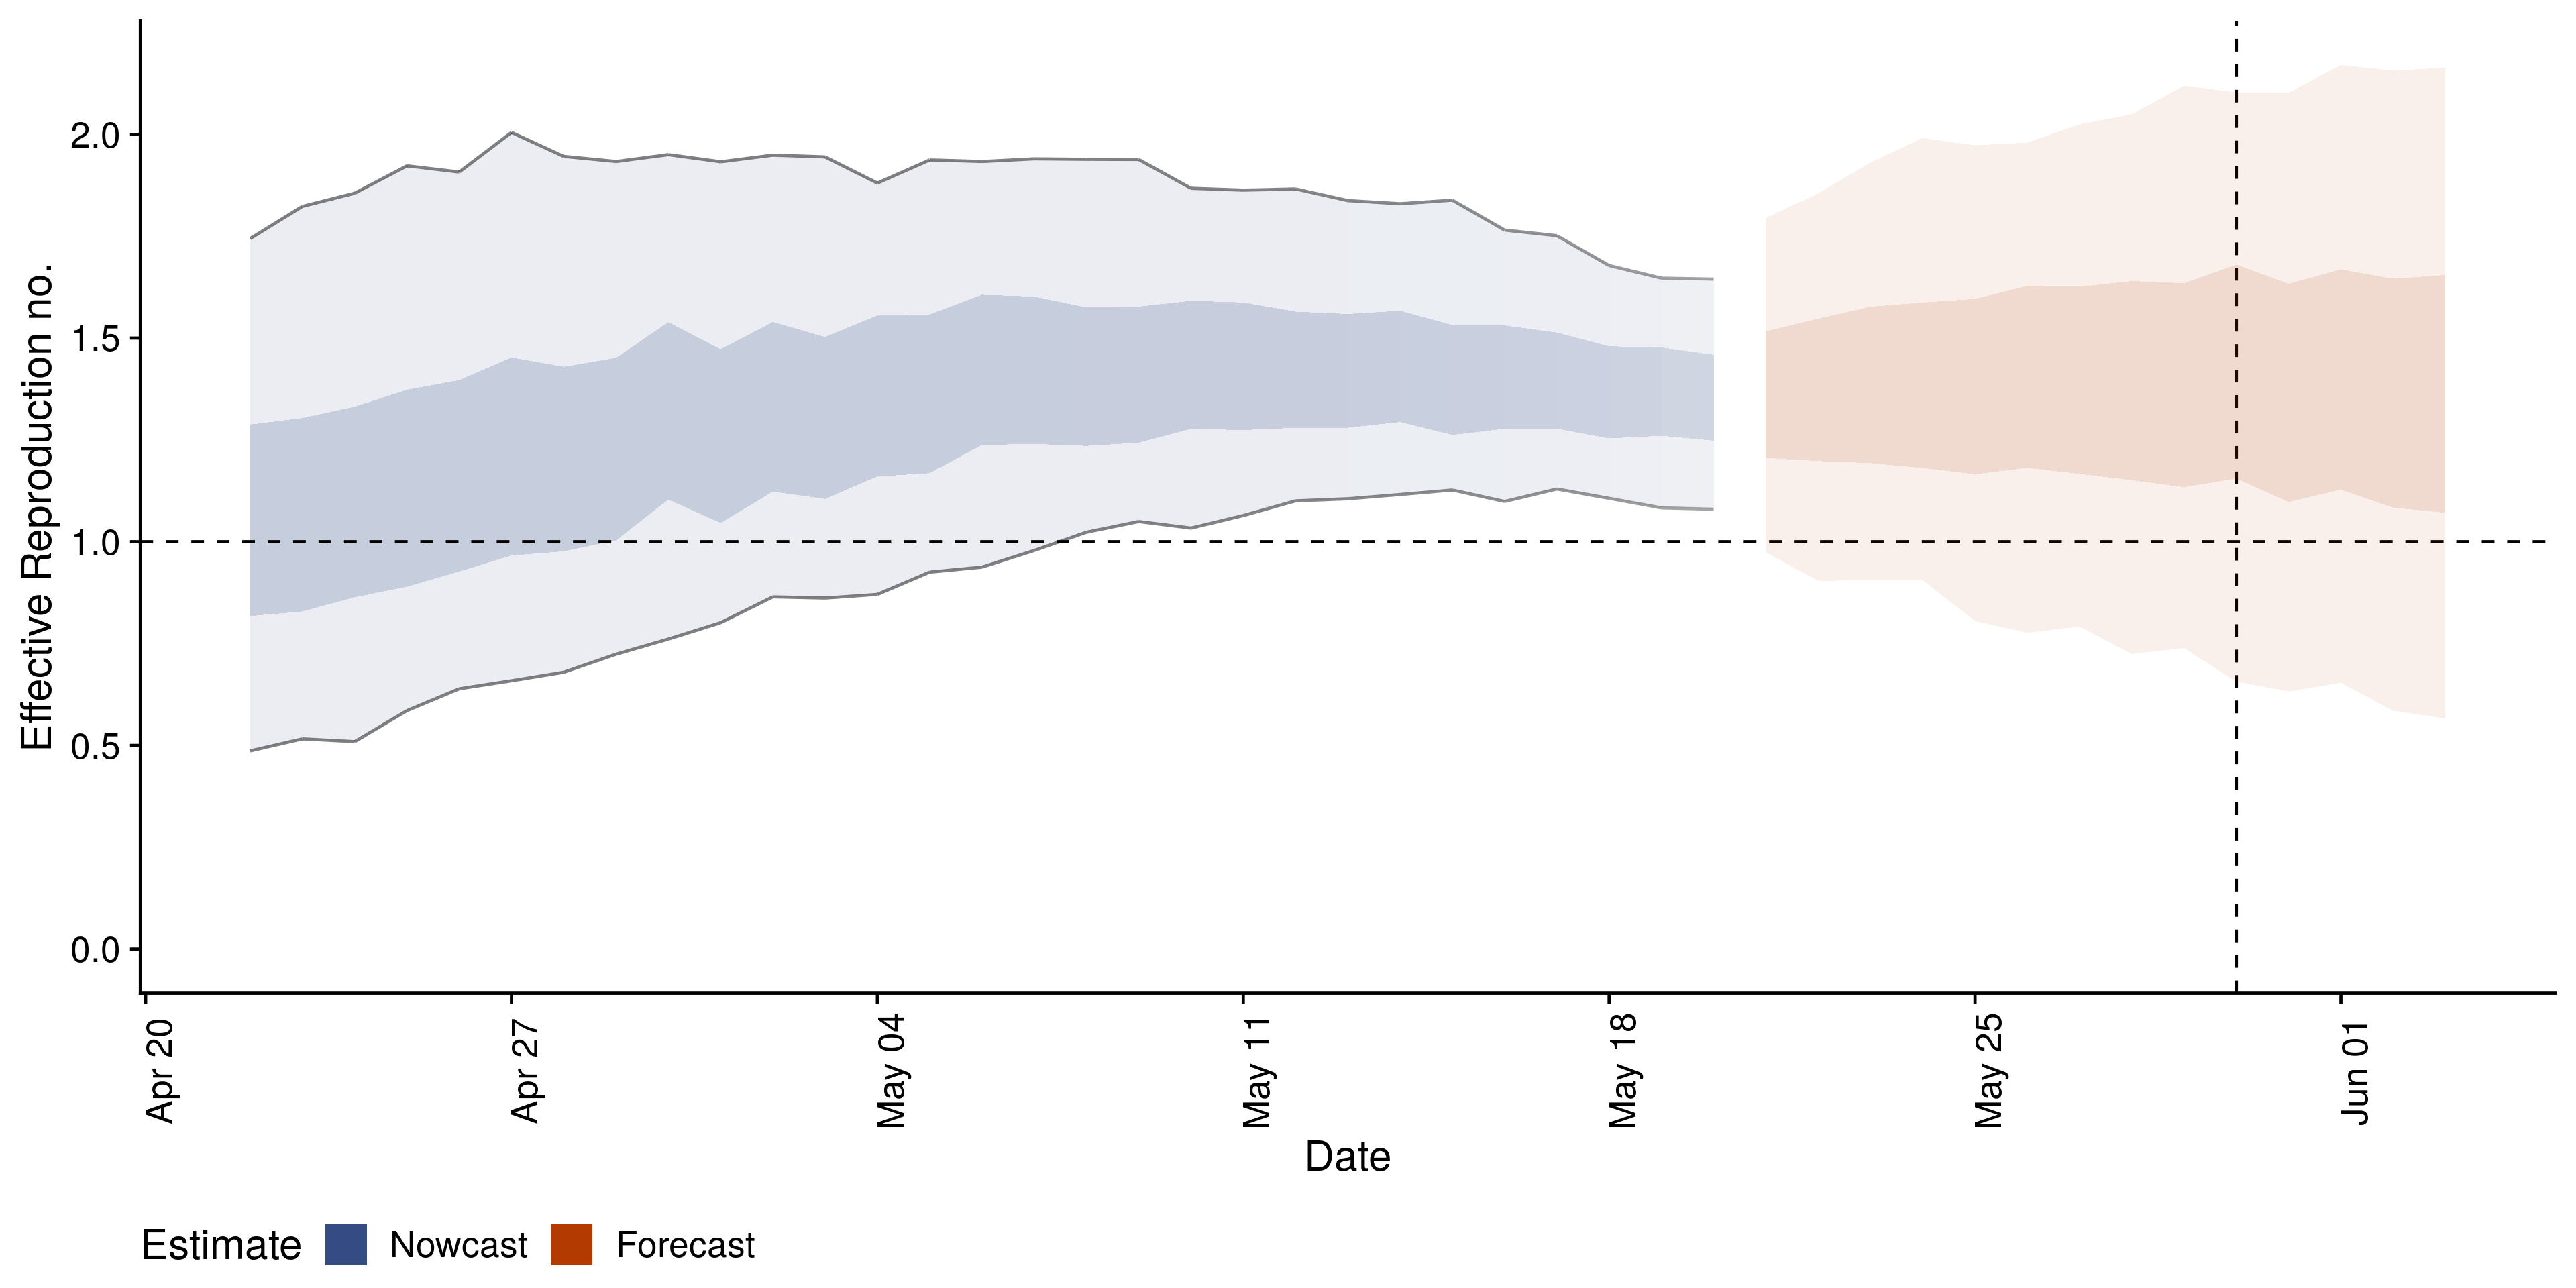 Effective Reproduction no.
2.0
1.5
1.0
0.5
0.0
Apr 20
Apr 27
May 04
May 11
May 18
May 25
Jun 01
Date
Estimate Nowcast Forecast